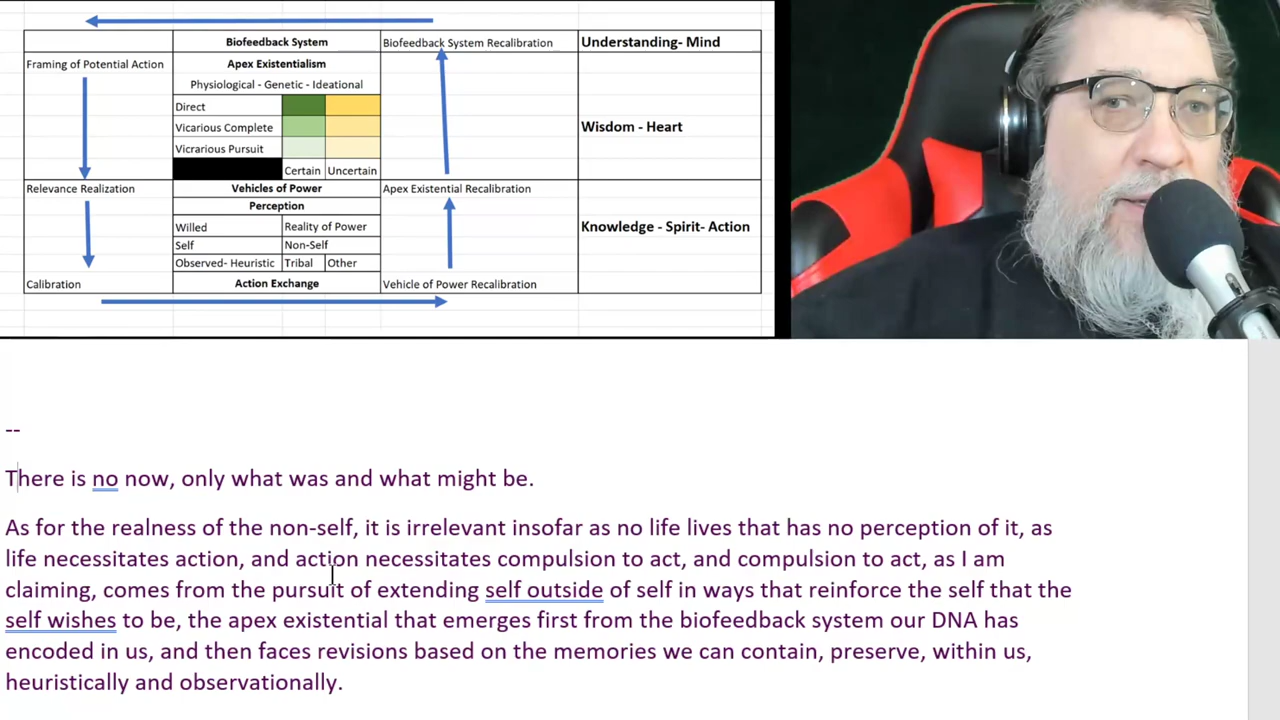 Biofeedback System Biofeedback System Recalibration Understanding- Mind
Framing of Potential Action Apex Existentialism
Physiological - Genetic - Ideational
Direct
Vicarious Complete Wisdom - Heart
Vicrarious Pursuit
Certain Uncertain
Relevance Realization Vehicles of Power Apex Existential Recalibration
Perception
Willed Reality of Power Knowledge - Spirit- Action
Self Non-Self
Observed- Heuristic Tribal Other
Calibration Action Exchange Vehicle of Power Recalibration
--
There is no now, only what was and what might be.
As for the realness of the non-self, it is irrelevant insofar as no life lives that has no perception of it, as
life necessitates action, and action necessitates compulsion to act, and compulsion to act, as I am
claiming, comes from the pursuit of extending self outside of self in ways that reinforce the self that the
self wishes to be, the apex existential that emerges first from the biofeedback system our DNA has
encoded in us, and then faces revisions based on the memories we can contain, preserve, within us,
heuristically and observationally.